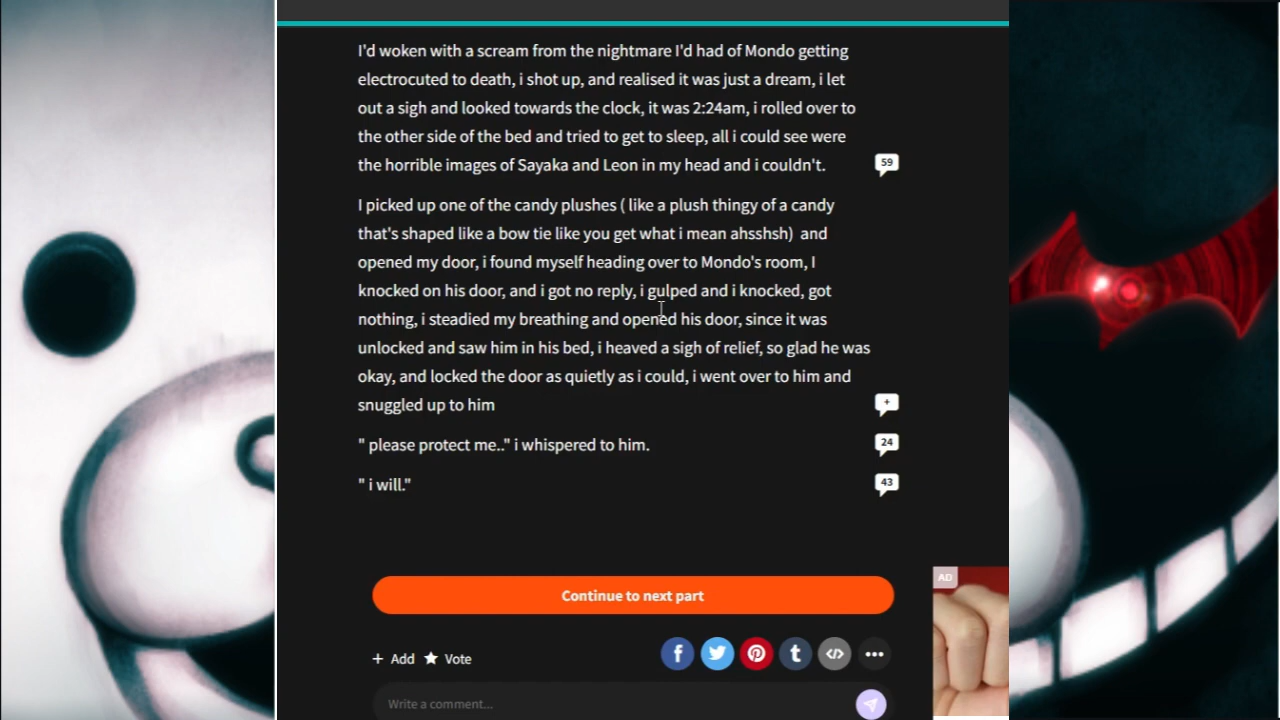 I'd woken with a scream from the nightmare I'd had of Mondo getting
electrocuted to death, i shot up, and realised it was just a dream, i let
out a sigh and looked towards the clock, it was 2:24am, i rolled over to
the other side of the bed and tried to get to sleep, all i could see were
the horrible images of Sayaka and Leon in my head and i couldn't.
59
I picked up one of the candy plushes ( like a plush thingy of a candy
that's shaped like a bow tie like you get what i mean ahsshsh)  and
opened my door, i found myself heading over to Mondo's room, I
knocked on his door, and i got no reply, i gulped and i knocked, got
nothing, i steadied my breathing and opened his door, since it was
unlocked and saw him in his bed, i heaved a sigh of relief, so glad he was
okay, and locked the door as quietly as i could, i went over to him and
snuggled up to him
+
" please protect me.." i whispered to him.
24
" i will."
43
AD
Continue to next part
+ Add ★ Vote
Write a comment...